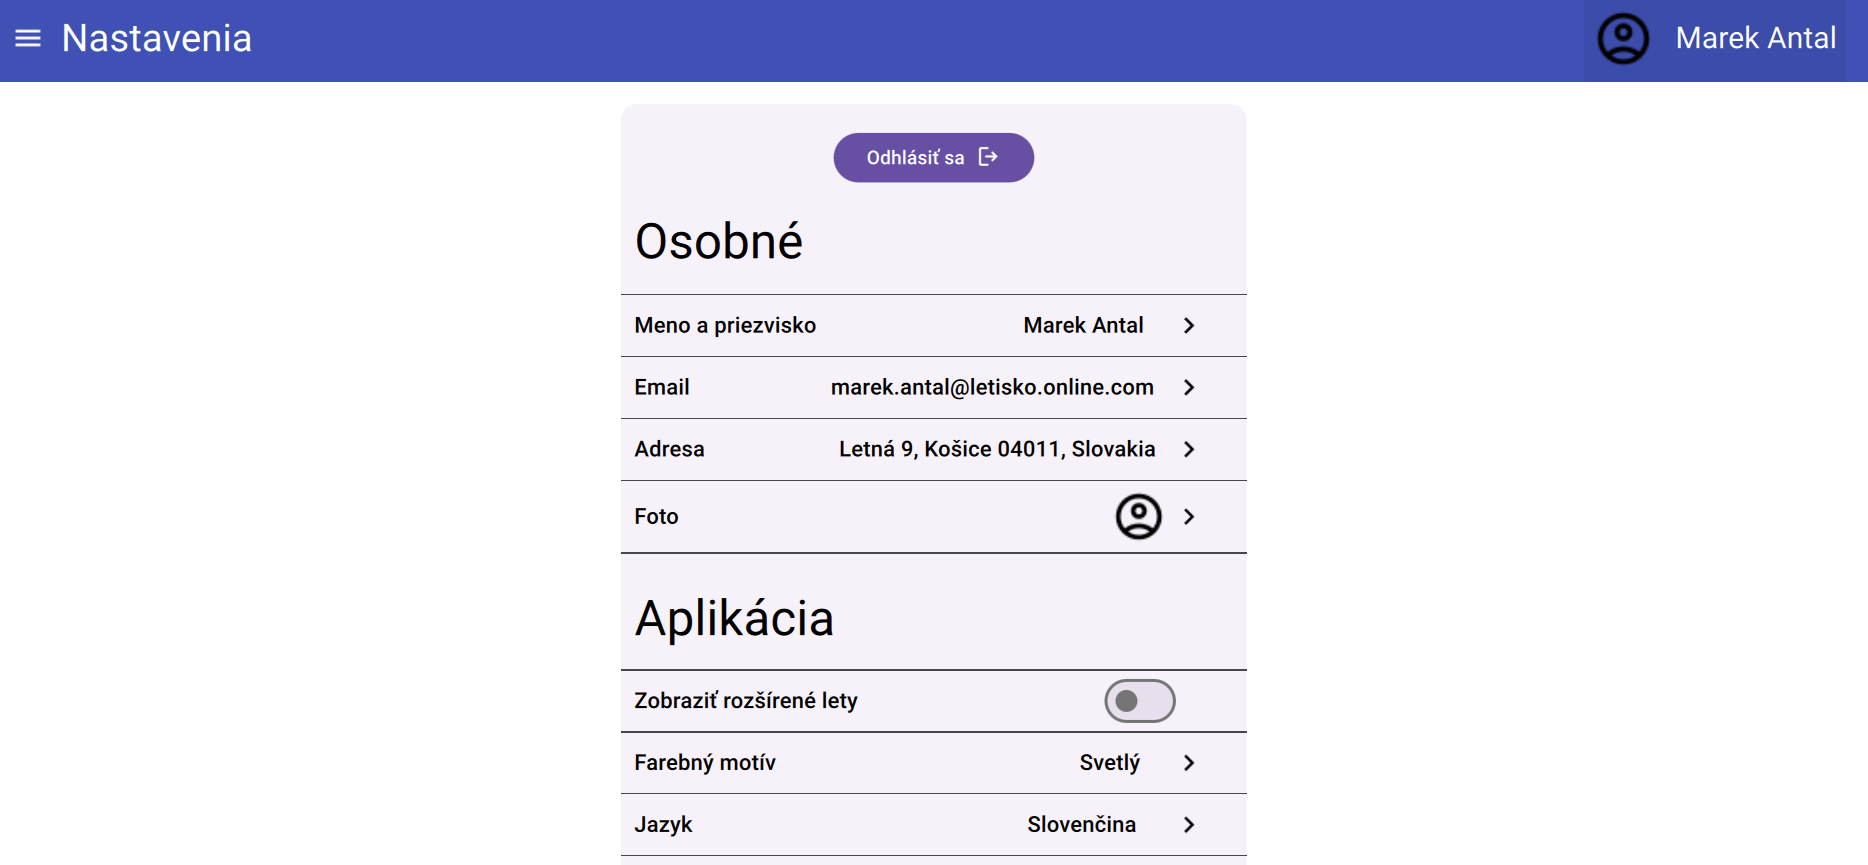 Nastavenia
Marek Antal
Odhlásiť sa
Osobné
Meno a priezvisko Marek Antal
Email marek.antal@letisko.online.com
Adresa Letná 9, Košice 04011, Slovakia
Foto
Aplikácia
Zobraziť rozšírené lety
Farebný motív Svetlý
Jazyk Slovenčina